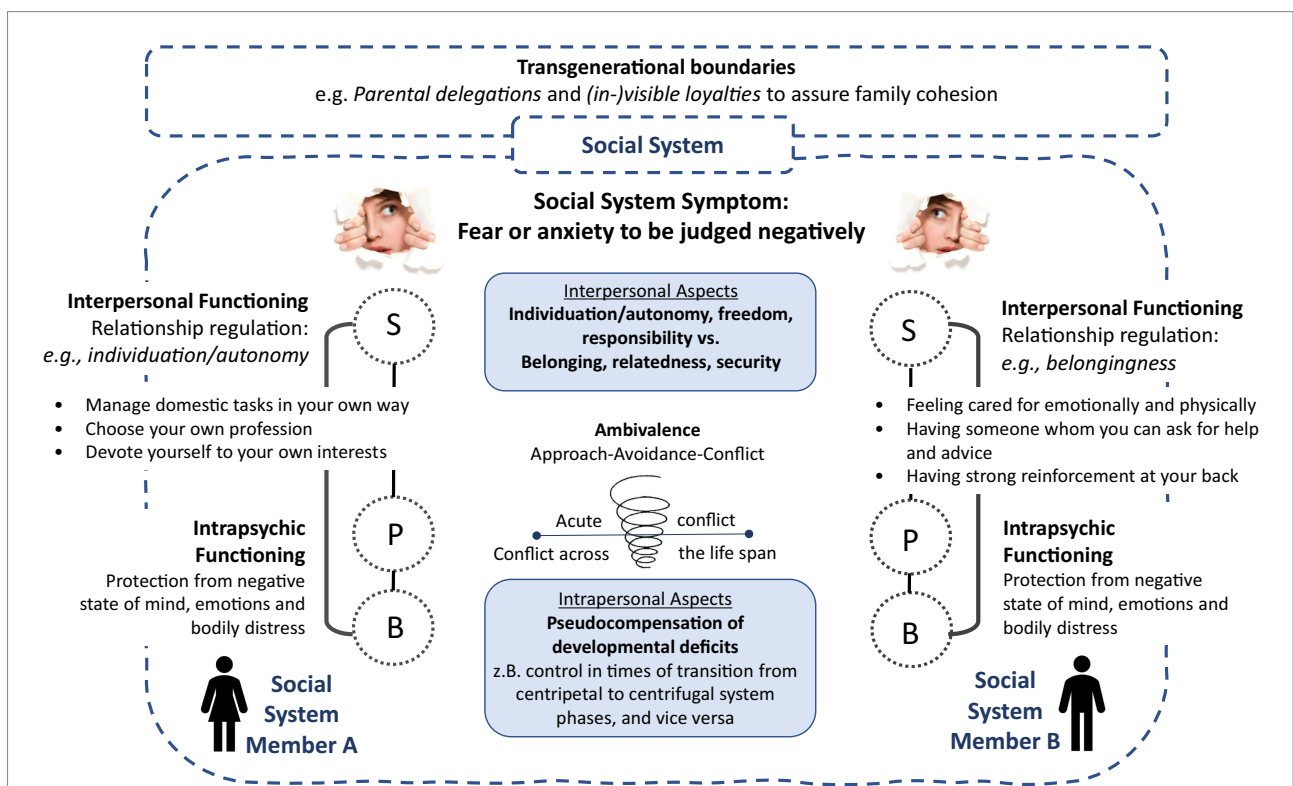 Transgenerational boundaries
e.g. Parental delegations and (in-)visible loyalties to assure family cohesion
Social System
Social System Symptom:
Fear or anxiety to be judged negatively
Interpersonal Functioning
Relationship regulation:
e.g., individuation/autonomy
S
• Manage domestic tasks in your own way
• Choose your own profession
• Devote yourself to your own interests
P
Intrapsychic
Functioning
Protection from negative
state of mind, emotions and
bodily distress
B
Social
System
Member A
Interpersonal Aspects
Individuation/autonomy, freedom,
responsibility vs.
Belonging, relatedness, security
Ambivalence
Approach-Avoidance-Conflict
Acute conflict
Conflict across the life span
Intrapersonal Aspects
Pseudocompensation of
developmental deficits
z.B. control in times of transition from
centripetal to centrifugal system
phases, and vice versa
S
Interpersonal Functioning
Relationship regulation:
e.g., belongingness
• Feeling cared for emotionally and physically
• Having someone whom you can ask for help
and advice
• Having strong reinforcement at your back
P
Intrapsychic
Functioning
Protection from negative
state of mind, emotions and
bodily distress
B
Social
System
Member B